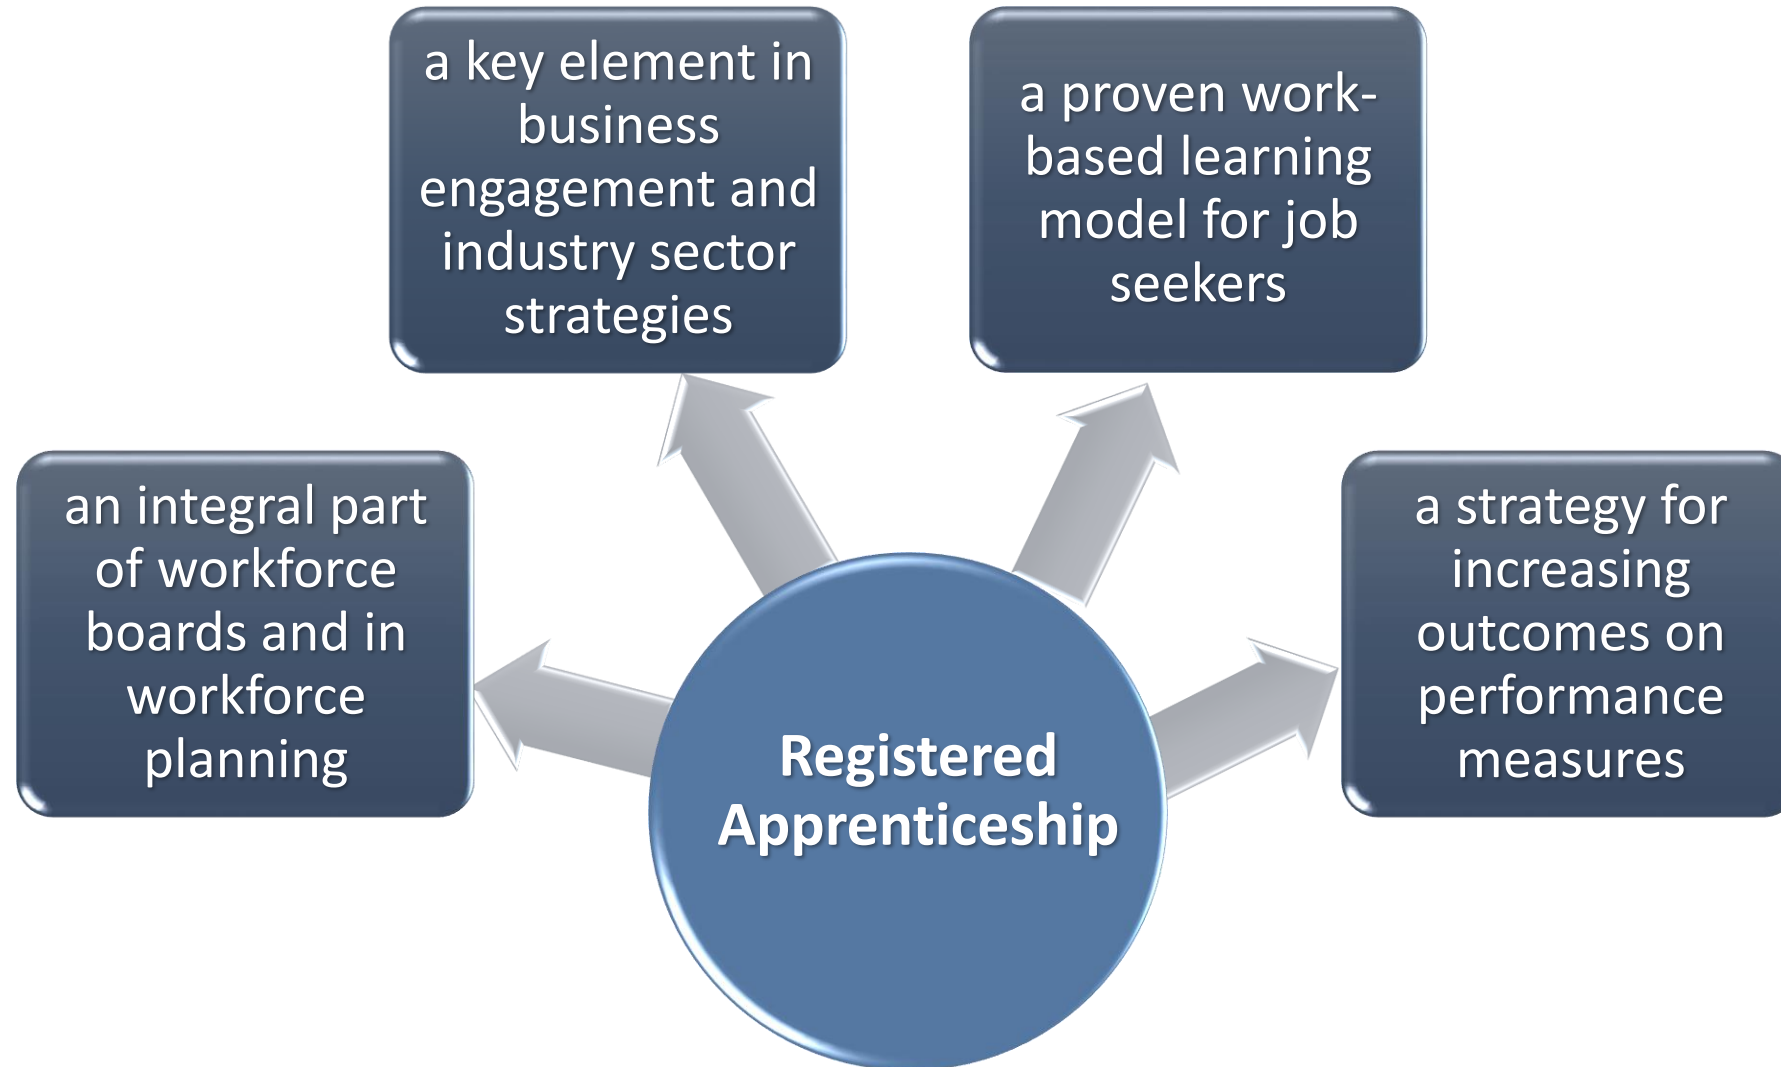 a key element in
business
engagement and
industry sector
strategies
a proven work-
based learning
model for job
seekers
an integral part
of workforce
boards and in
workforce
planning
a strategy for
increasing
outcomes on
performance
measures
Registered
Apprenticeship